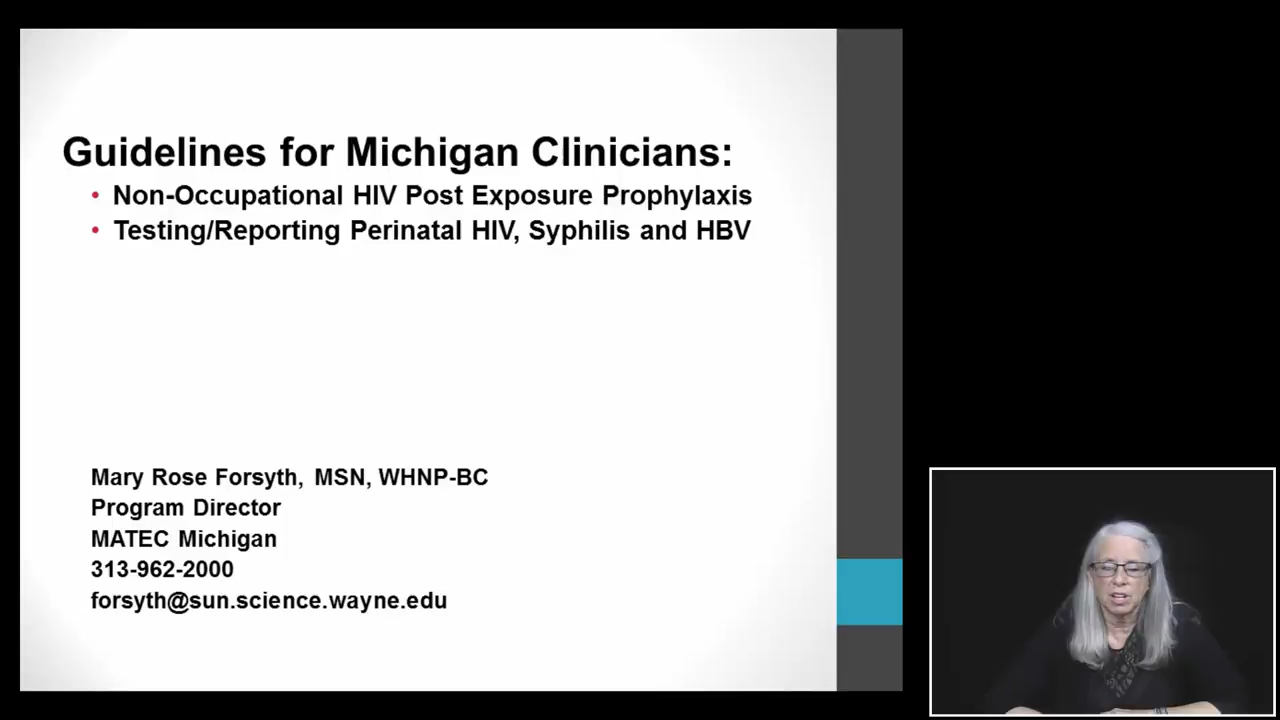 Guidelines for Michigan Clinicians:
• Non-Occupational HIV Post Exposure Prophylaxis
• Testing/Reporting Perinatal HIV, Syphilis and HBV
Mary Rose Forsyth, MSN, WHNP-BC
Program Director
MATEC Michigan
313-962-2000
forsyth@sun.science.wayne.edu